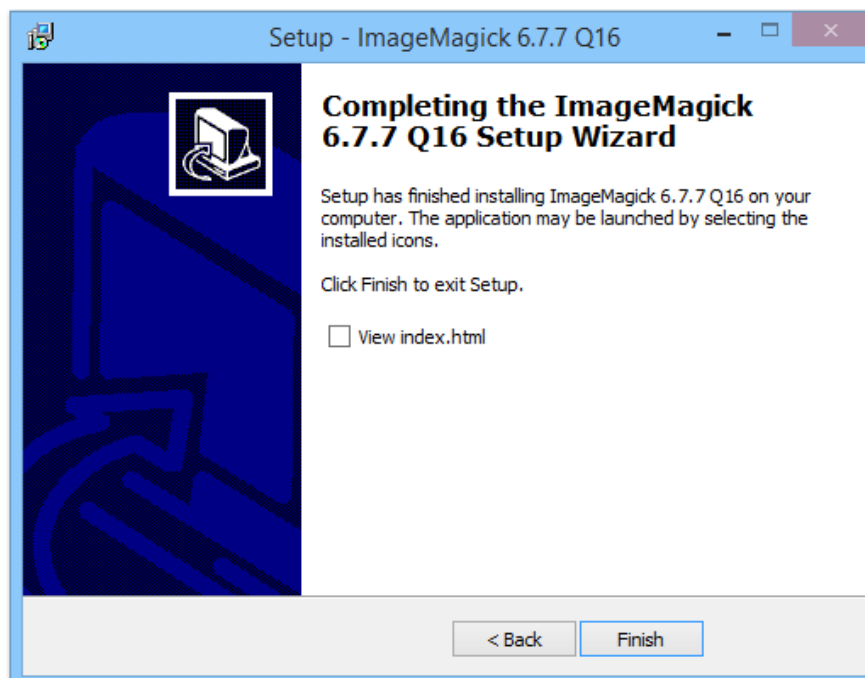 Setup - ImageMagick 6.7.7 Q16
Completing the ImageMagick
6.7.7 Q16 Setup Wizard
Setup has finished installing ImageMagick 6.7.7 Q16 on your
computer. The application may be launched by selecting the
installed icons.
Click Finish to exit Setup.
View index.html
< Back
Finish